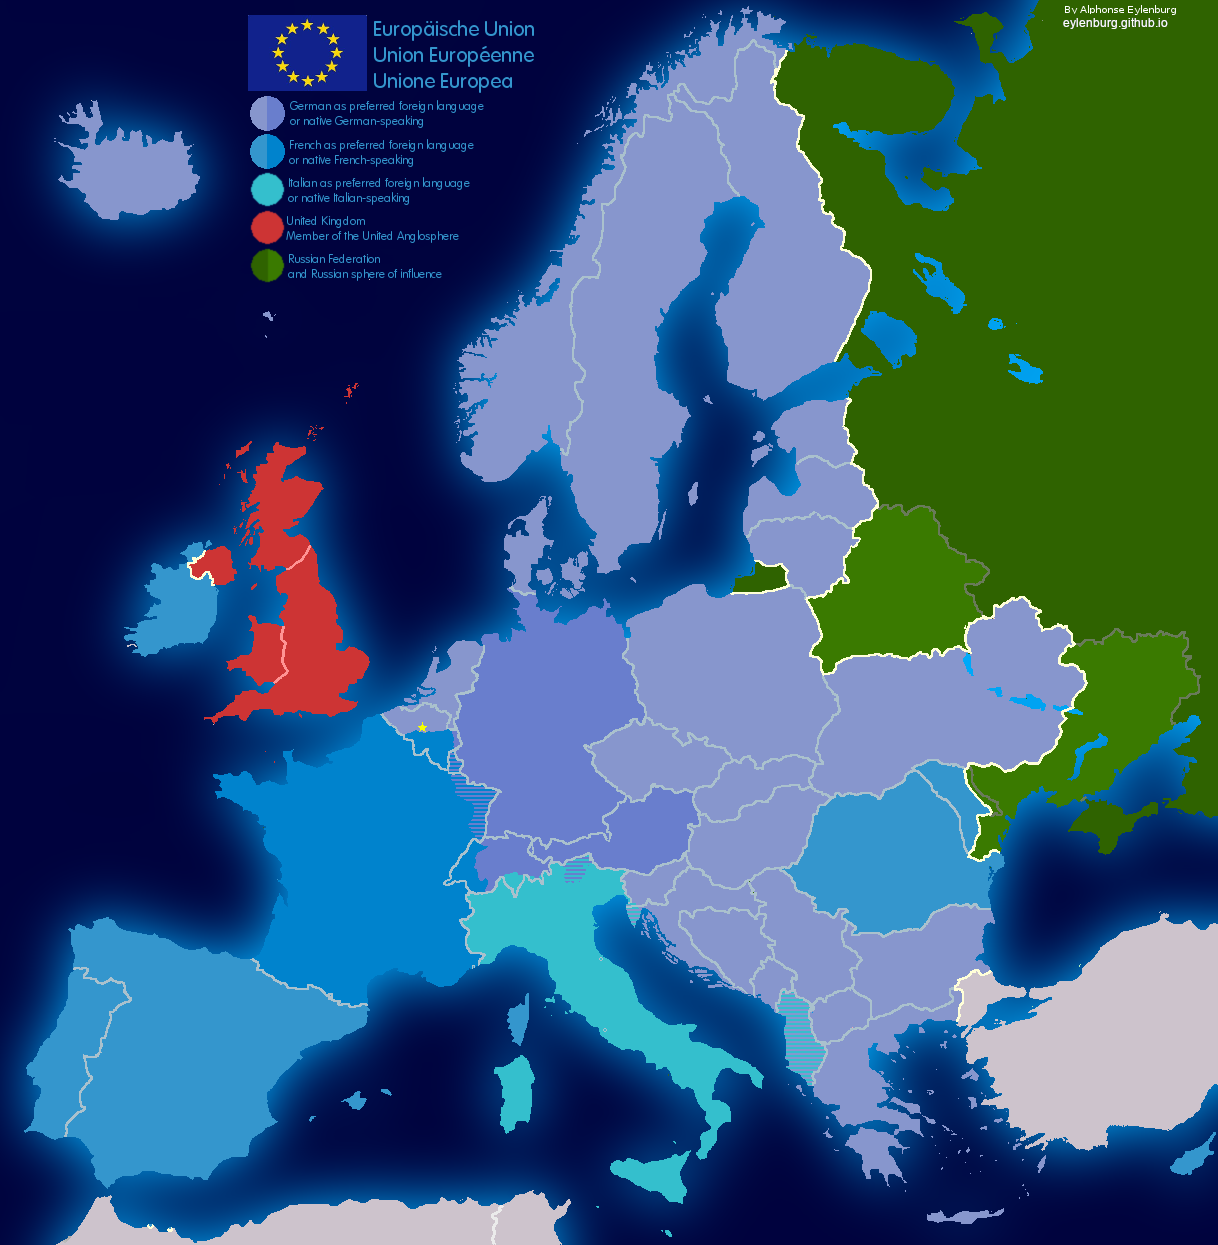 By Alphonse Eylenburg
eylenburg.github.io
Europäische Union
Union Européenne
Unione Europea
German as preferred foreign language
or native German-speaking
French as preferred foreign language
or native French-speaking
Italian as preferred foreign language
or native Italian-speaking
United Kingdom
Member of the United Anglosphere
Russian Federation
and Russian sphere of influence